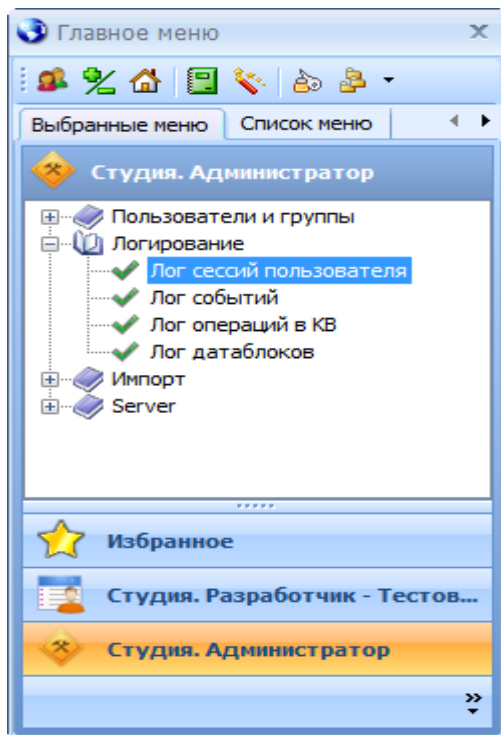 Главное меню
Выбранные меню Список меню
Студия. Администратор
Пользователи и группы
Логирование
Лог сессий пользователя
Лог событий
Лог операций в КВ
Лог датаблоков
Импорт
Server
Избранное
Студия. Разработчик - Тестов...
Студия. Администратор